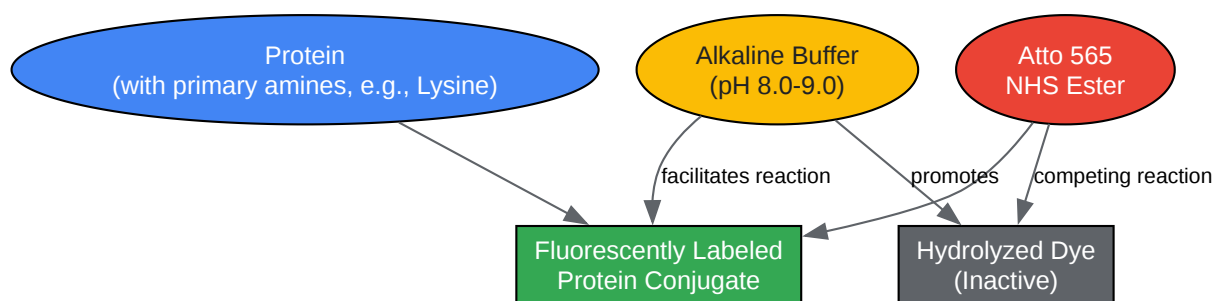 Protein
(with primary amines, e.g., Lysine)
Alkaline Buffer
(pH 8.0-9.0)
Atto 565
NHS Ester
facilitates reaction
promotes
competing reaction
Fluorescently Labeled
Protein Conjugate
Hydrolyzed Dye
(Inactive)